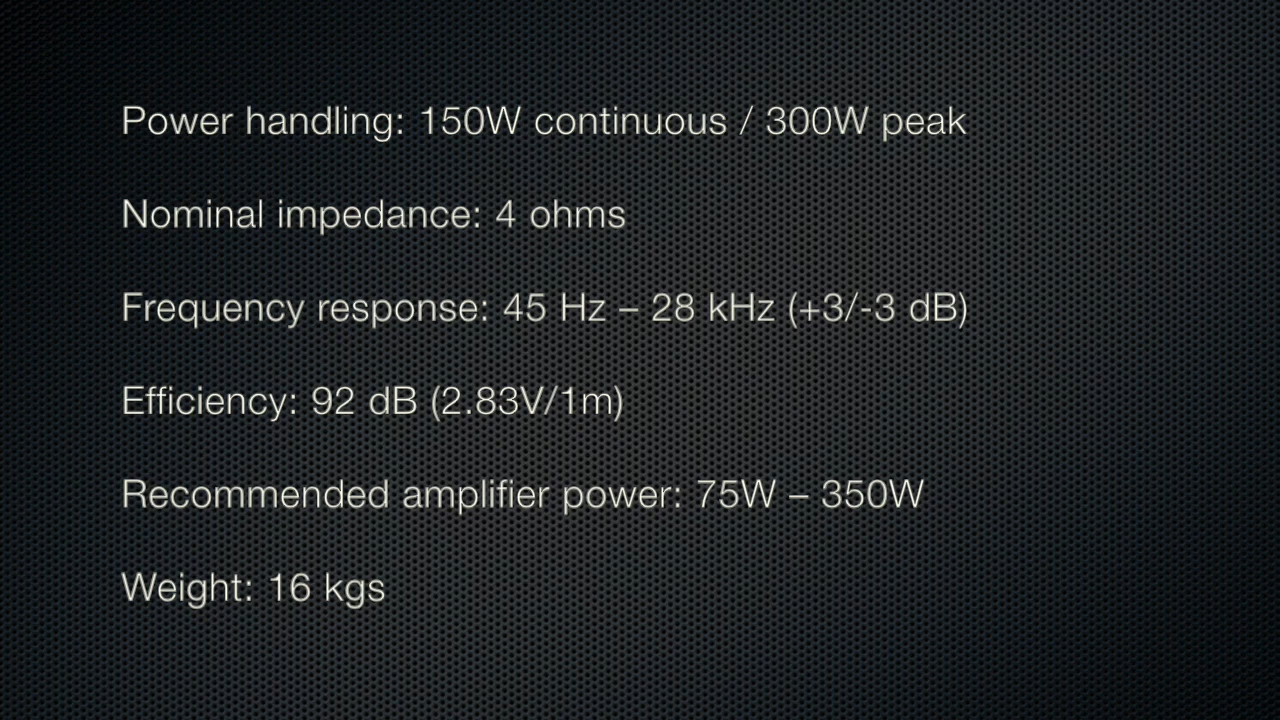 Power handling: 150W continuous / 300W peak
Nominal impedance: 4 ohms
Frequency response: 45 Hz – 28 kHz (+3/-3 dB)
Efficiency: 92 dB (2.83V/1m)
Recommended amplifier power: 75W – 350W
Weight: 16 kgs